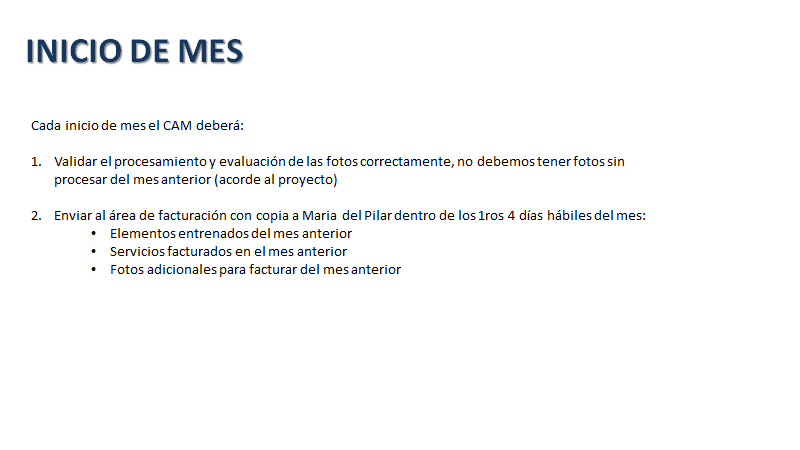 INICIO DE MES
Cada inicio de mes el CAM deberá:
1. Validar el procesamiento y evaluación de las fotos correctamente, no debemos tener fotos sin
procesar del mes anterior (acorde al proyecto)
2. Enviar al área de facturación con copia a Maria del Pilar dentro de los 1ros 4 días hábiles del mes:
• Elementos entrenados del mes anterior
• Servicios facturados en el mes anterior
• Fotos adicionales para facturar del mes anterior